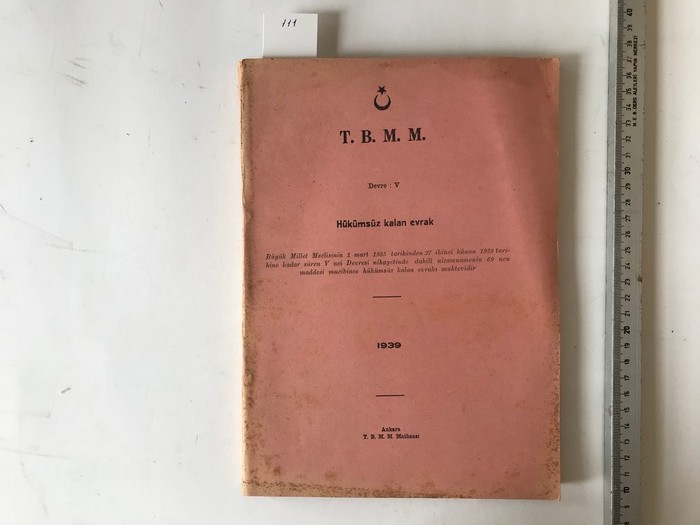 111
T. B. M. M.
Devre : V
Hükümsüz kalan evrak
Büyük Millet Meclisinin 1 mart 1935 tarihinden 27 ikinci kânun 1939 tari-
hine kadar süren V nci Devresi nihayetinde dahilî nizamnamenin 69 ncu
maddesi mucibince hükümsüz kalan evrakı muhtevidir
1939
Ankara
T. B. M. M. Matbaası